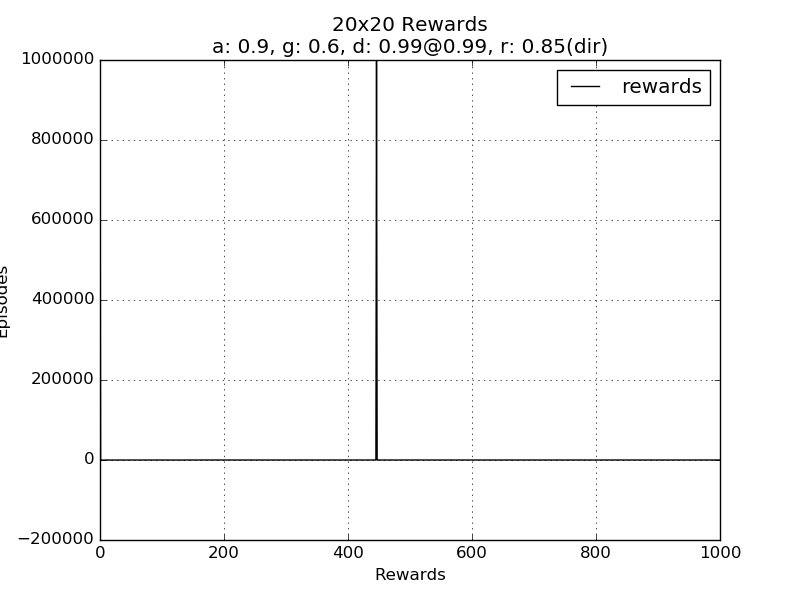 20x20 Rewards
a: 0.9, g: 0.6, d: 0.99@0.99, r: 0.85(dir)
rewards
1000000
800000
600000
400000
200000
0
−200000
Episodes
0 200 400 600 800 1000
Rewards